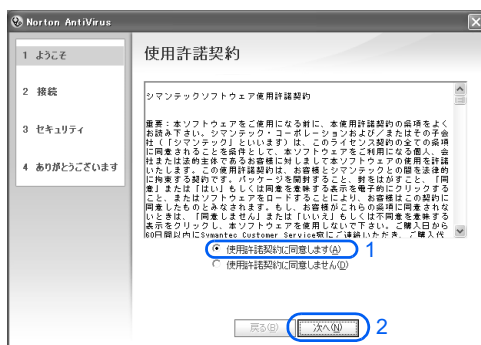 Norton AntiVirus
1 ようこそ
2 接続
3 セキュリティ
4 ありがとうございます
使用許諾契約
シマンテックソフトウェア使用許諾契約
重要：本ソフトウェアをご使用になる前に、本使用許諾契約の条項をよく
お読み下さい。シマンテック・コーポレーションおよび／またはその子会
社（「シマンテック」といいます）は、このライセンス契約の全ての条項
に同意されることを条件として、本ソフトウェアをご利用になる個人、会
社または法的主体であるお客様に対しまして本ソフトウェアの使用を許諾
いたします。この使用許諾契約は、お客様とシマンテックとの間を法律的
に拘束する契約です。パッケージを開封すること、封をはがすこと、「同
意」または「はい」もしくは同意を意味する表示を電子的にクリックする
こと、またはソフトウェアをロードすることにより、お客様はこの契約に
同意したものとみなされます。もし、お客様がこれらの条項に同意されな
いときは、「同意しません」または「いいえ」もしくは不同意を意味する
表示をクリックし、本ソフトウェアを使用しないで下さい。ご購入日から
60日間以内にSymantec Customer Service宛にご連絡いただき、ご購入代
使用許諾契約に同意します(A) 1
使用許諾契約に同意しません(D)
戻る(B) 次へ(N) 2